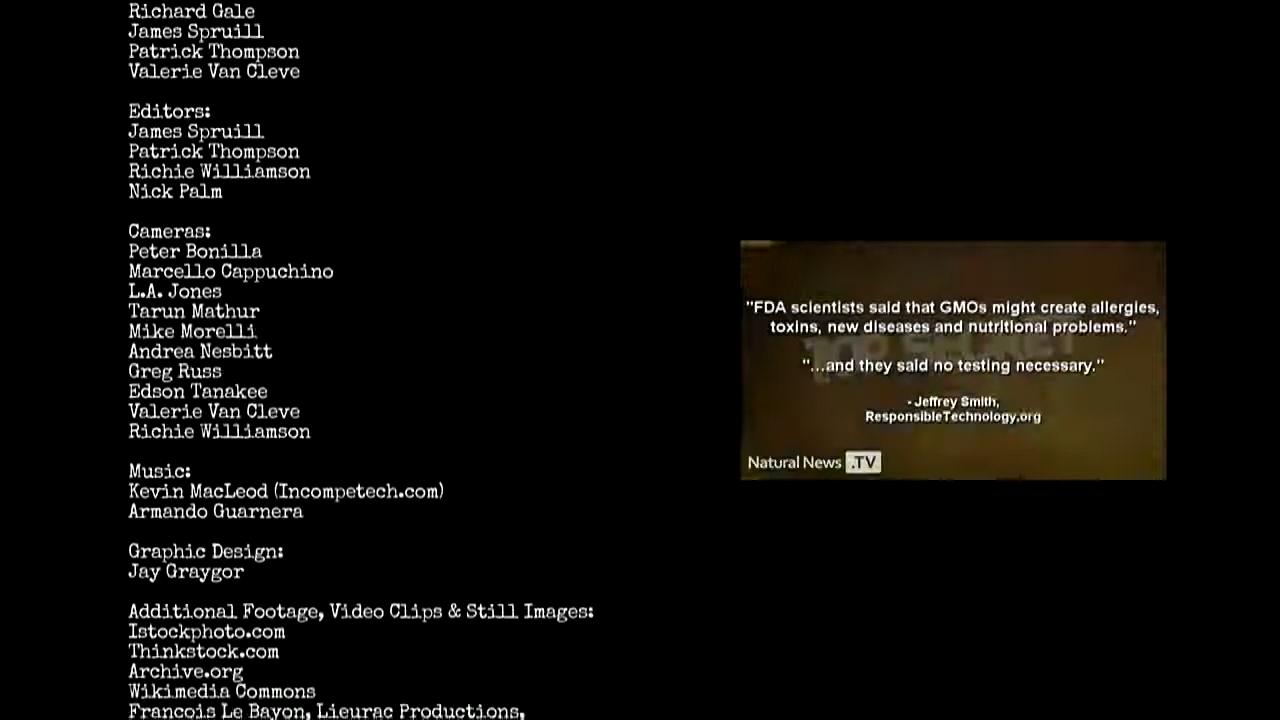 Richard Gale
James Spruill
Patrick Thompson
Valerie Van Cleve
Editors:
James Spruill
Patrick Thompson
Richie Williamson
Nick Palm
Cameras:
Peter Bonilla
Marcello Cappuchino
L.A. Jones
Tarun Mathur
Mike Morelli
Andrea Nesbitt
Greg Russ
Edson Tanakee
Valerie Van Cleve
Richie Williamson
Music:
Kevin MacLeod (Incompetech.com)
Armando Guarnera
Graphic Design:
Jay Graygor
Additional Footage, Video Clips & Still Images:
Istockphoto.com
Thinkstock.com
Archive.org
Wikimedia Commons
Francois Le Bayon, Lieurac Productions,
"FDA scientists said that GMOs might create allergies,
toxins, new diseases and nutritional problems."
"...and they said no testing necessary."
- Jeffrey Smith,
ResponsibleTechnology.org
Natural News .TV